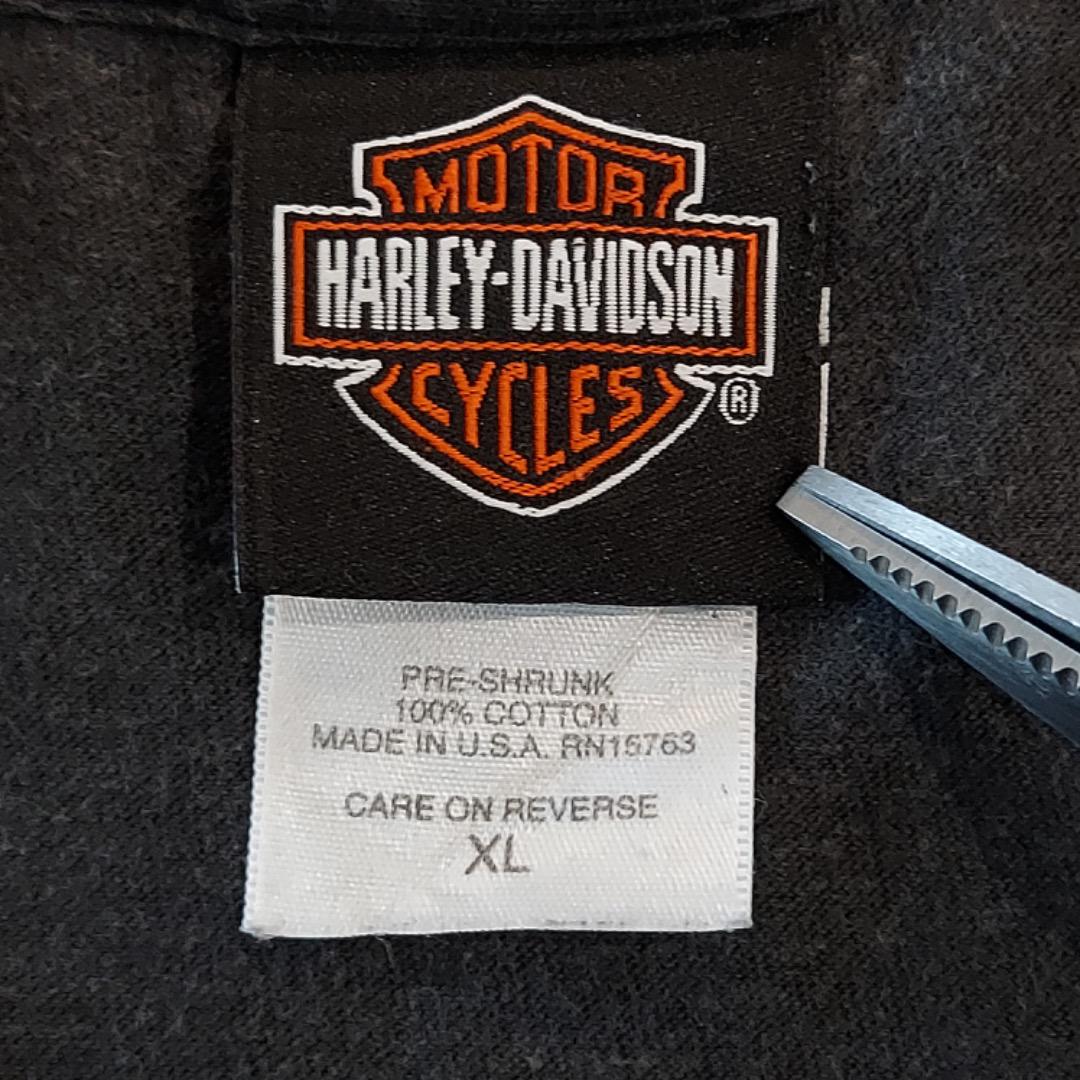 MOTOR
HARLEY-DAVIDSON
CYCLES
®
PRE-SHRUNK
100% COTTON
MADE IN U.S.A. RN15763
CARE ON REVERSE
XL